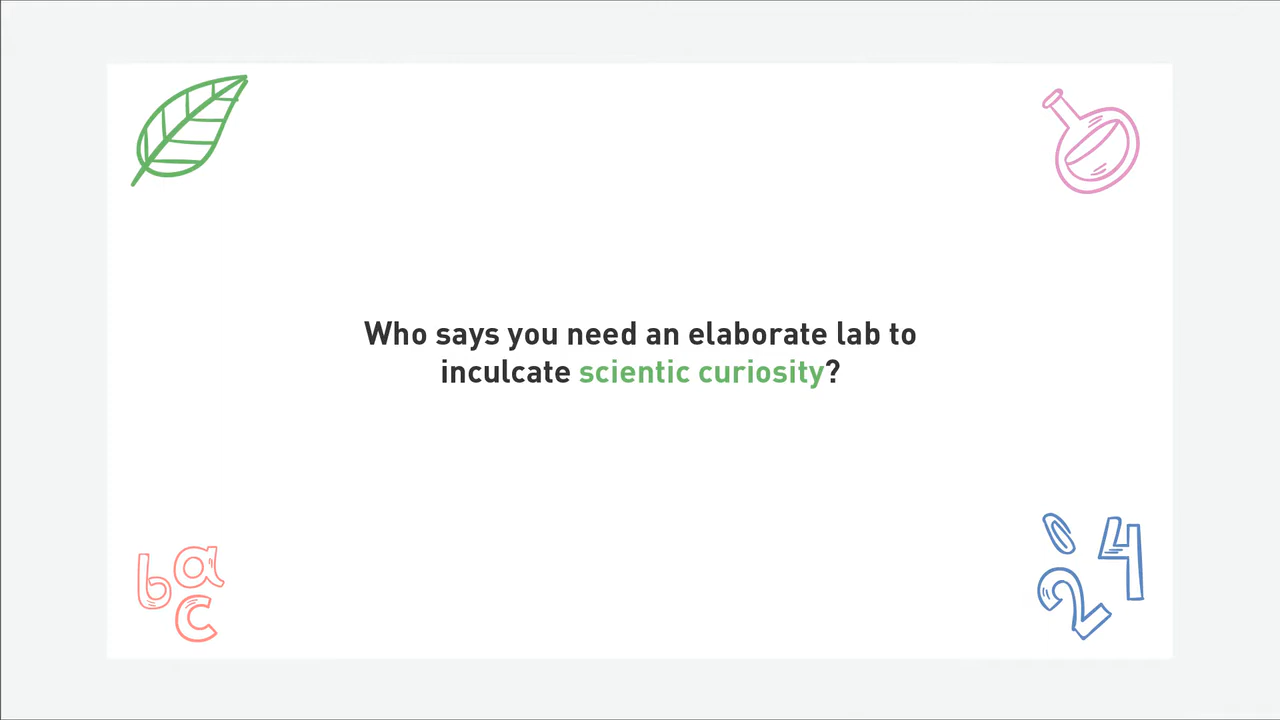 Who says you need an elaborate lab to
inculcate scientic curiosity?
b a
c
0 4
2